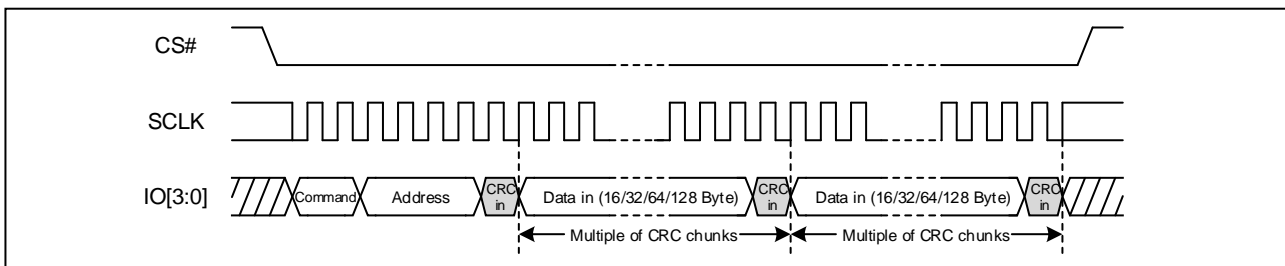 CS#
SCLK
IO[3:0]
Command
Address
CRC
in
Data in (16/32/64/128 Byte)
CRC
in
Data in (16/32/64/128 Byte)
CRC
in
Multiple of CRC chunks
Multiple of CRC chunks